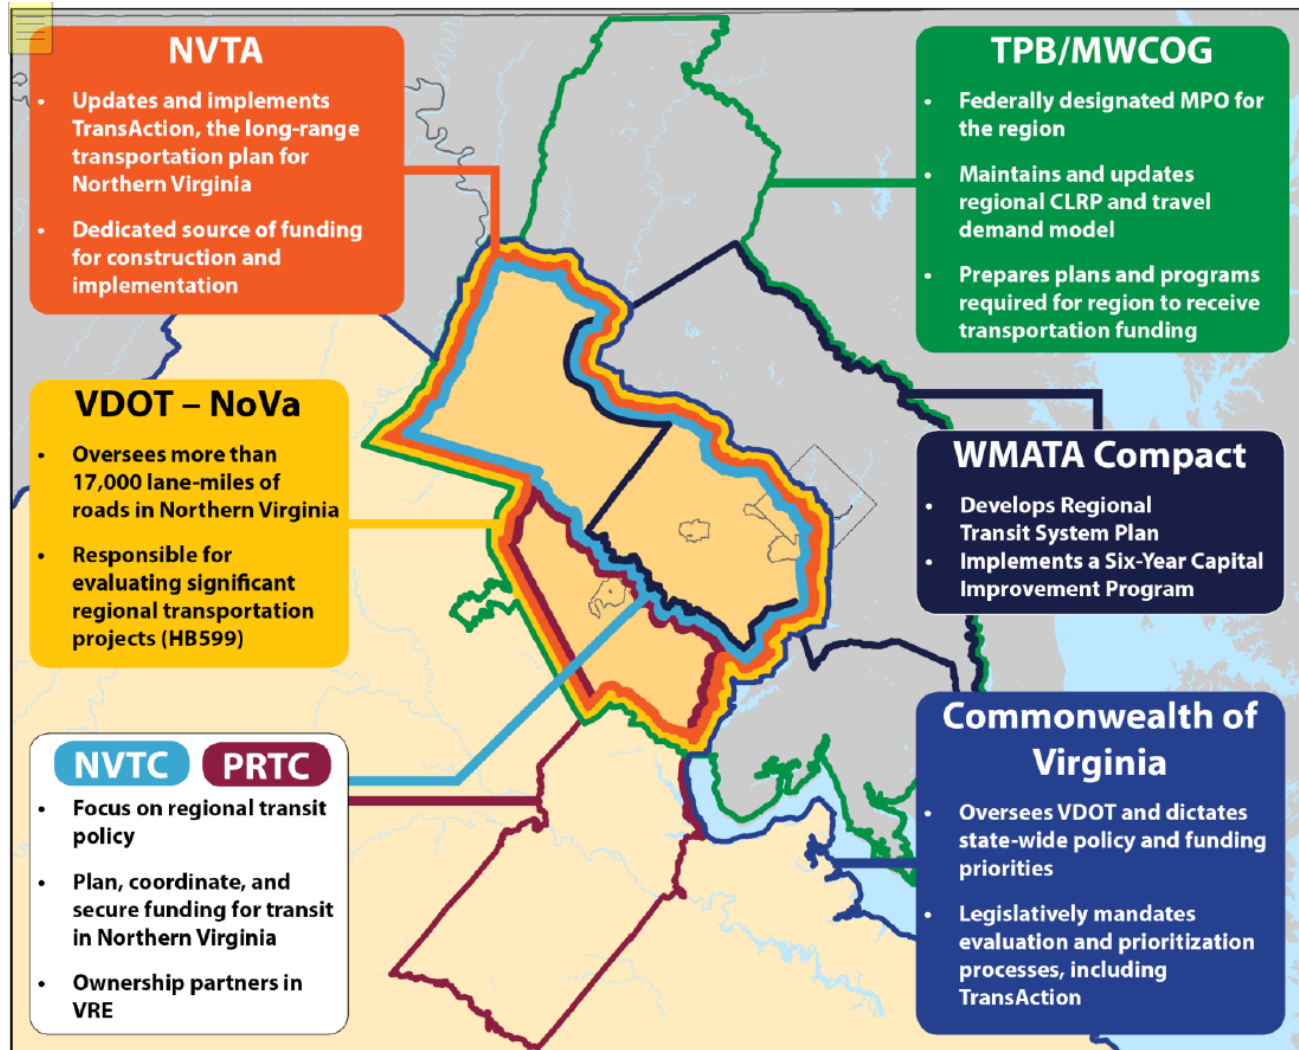 NVTA
• Updates and implements
TransAction, the long-range
transportation plan for
Northern Virginia
• Dedicated source of funding
for construction and
implementation
TPB/MWCOG
• Federally designated MPO for
the region
• Maintains and updates
regional CLRP and travel
demand model
• Prepares plans and programs
required for region to receive
transportation funding
VDOT – NoVa
• Oversees more than
17,000 lane-miles of
roads in Northern Virginia
• Responsible for
evaluating significant
regional transportation
projects (HB599)
WMATA Compact
• Develops Regional
Transit System Plan
• Implements a Six-Year Capital
Improvement Program
NVTC PRTC
• Focus on regional transit
policy
• Plan, coordinate, and
secure funding for transit
in Northern Virginia
• Ownership partners in
VRE
Commonwealth of
Virginia
• Oversees VDOT and dictates
state-wide policy and funding
priorities
• Legislatively mandates
evaluation and prioritization
processes, including
TransAction